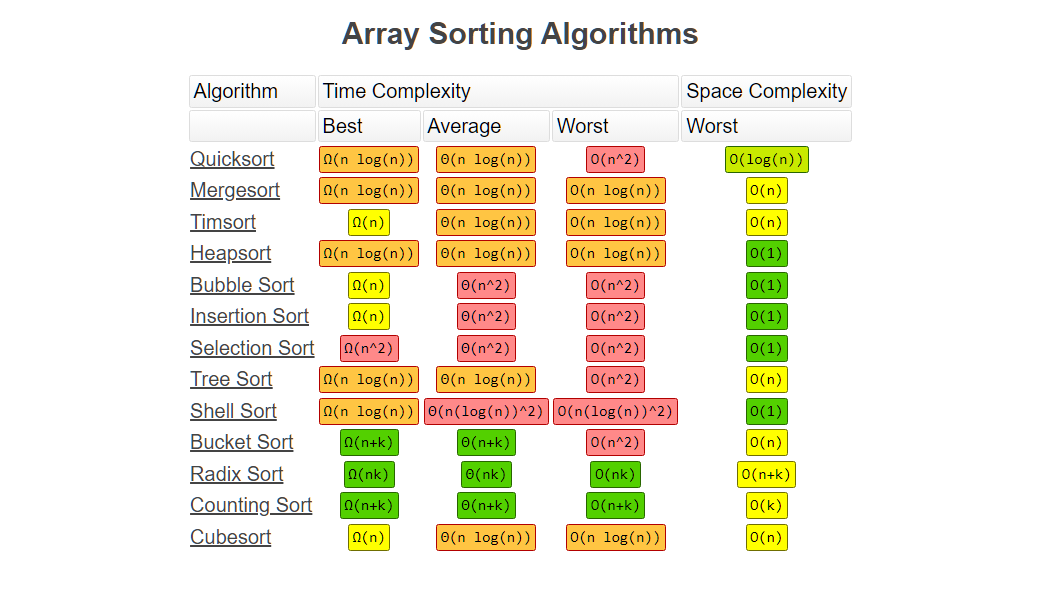 Array Sorting Algorithms
Algorithm Time Complexity Space Complexity
Best Average Worst Worst
Quicksort Ω(n log(n)) Θ(n log(n)) O(n^2) O(log(n))
Mergesort Ω(n log(n)) Θ(n log(n)) O(n log(n)) O(n)
Timsort Ω(n) Θ(n log(n)) O(n log(n)) O(n)
Heapsort Ω(n log(n)) Θ(n log(n)) O(n log(n)) O(1)
Bubble Sort Ω(n) Θ(n^2) O(n^2) O(1)
Insertion Sort Ω(n) Θ(n^2) O(n^2) O(1)
Selection Sort Ω(n^2) Θ(n^2) O(n^2) O(1)
Tree Sort Ω(n log(n)) Θ(n log(n)) O(n^2) O(n)
Shell Sort Ω(n log(n)) Θ(n(log(n))^2) O(n(log(n))^2) O(1)
Bucket Sort Ω(n+k) Θ(n+k) O(n^2) O(n)
Radix Sort Ω(nk) Θ(nk) O(nk) O(n+k)
Counting Sort Ω(n+k) Θ(n+k) O(n+k) O(k)
Cubesort Ω(n) Θ(n log(n)) O(n log(n)) O(n)